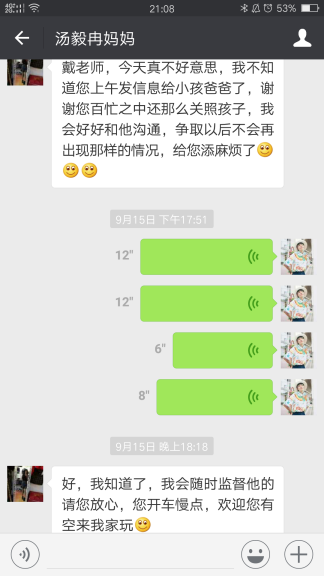 21:08
53%
汤毅冉妈妈
戴老师，今天真不好意思，我不知
道您上午发信息给小孩爸爸了，谢
谢您百忙之中还那么关照孩子，我
会好好和他沟通，争取以后不会再
出现那样的情况，给您添麻烦了
9月15日 下午17:51
12"
12"
6"
8"
9月15日 晚上18:18
好，我知道了，我会随时监督他的
请您放心，您开车慢点，欢迎您有
空来我家玩